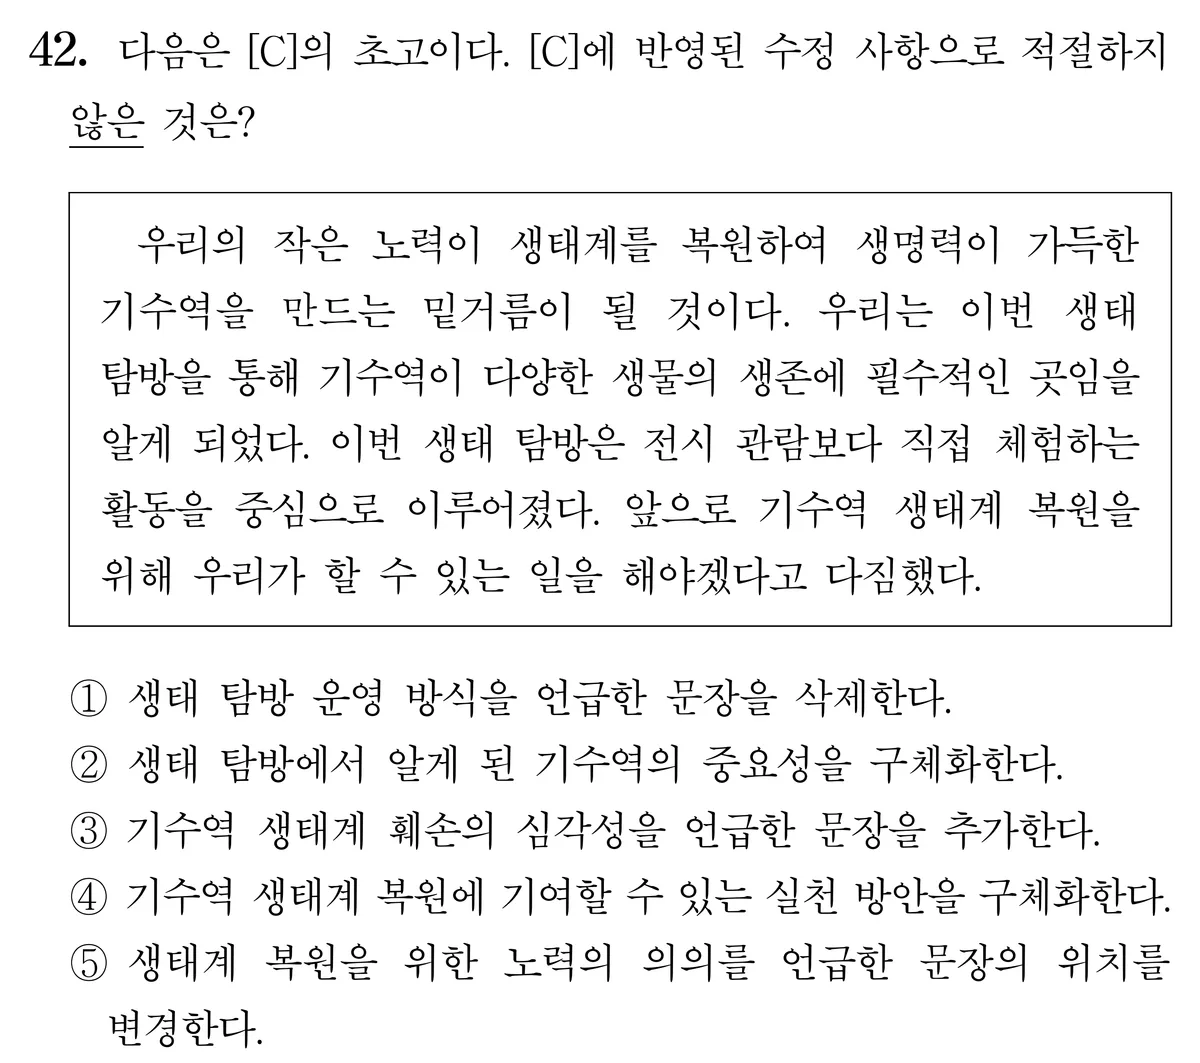 42. 다음은 [C]의 초고이다. [C]에 반영된 수정 사항으로 적절하지
않은 것은?
우리의 작은 노력이 생태계를 복원하여 생명력이 가득한
기수역을 만드는 밑거름이 될 것이다. 우리는 이번 생태
탐방을 통해 기수역이 다양한 생물의 생존에 필수적인 곳임을
알게 되었다. 이번 생태 탐방은 전시 관람보다 직접 체험하는
활동을 중심으로 이루어졌다. 앞으로 기수역 생태계 복원을
위해 우리가 할 수 있는 일을 해야겠다고 다짐했다.
① 생태 탐방 운영 방식을 언급한 문장을 삭제한다.
② 생태 탐방에서 알게 된 기수역의 중요성을 구체화한다.
③ 기수역 생태계 훼손의 심각성을 언급한 문장을 추가한다.
④ 기수역 생태계 복원에 기여할 수 있는 실천 방안을 구체화한다.
⑤ 생태계 복원을 위한 노력의 의의를 언급한 문장의 위치를
변경한다.